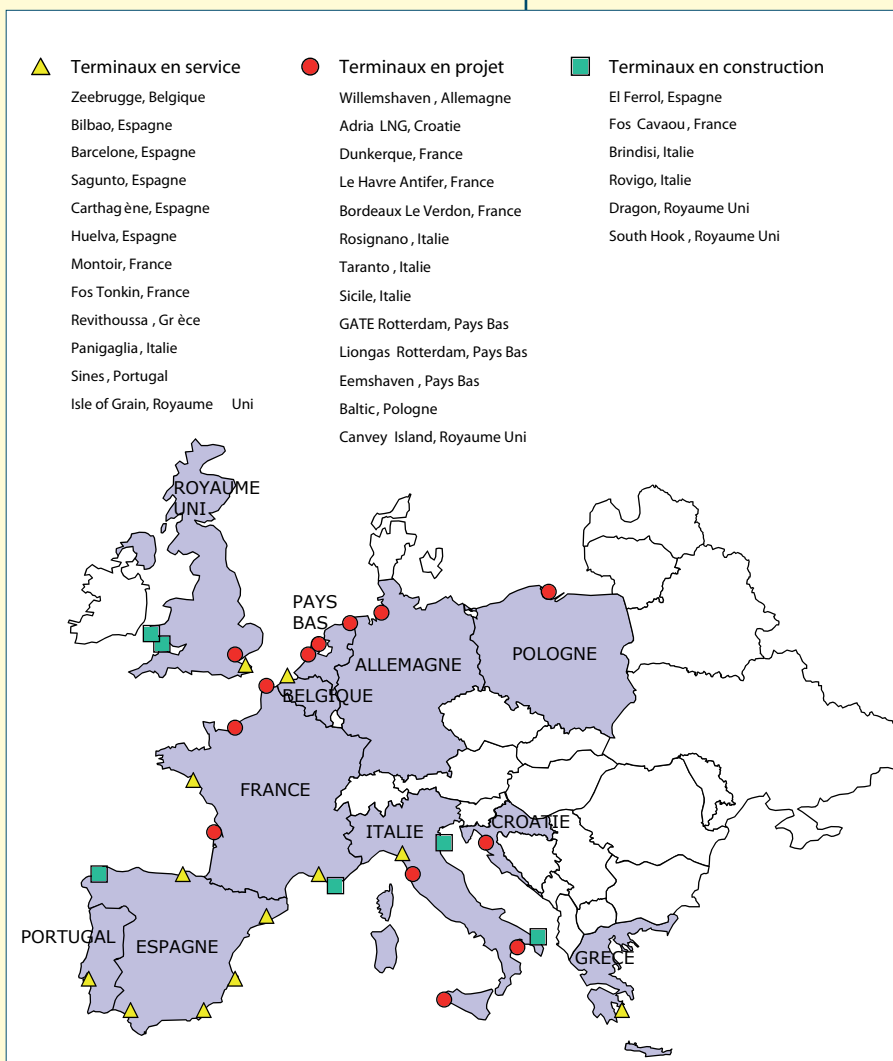 Terminaux en service
Zeebrugge, Belgique
Bilbao, Espagne
Barcelone, Espagne
Sagunto, Espagne
Carthag ène, Espagne
Huelva, Espagne
Montoir, France
Fos Tonkin, France
Revithoussa , Gr èce
Panigaglia, Italie
Sines, Portugal
Isle of Grain, Royaume Uni
Terminaux en projet
Willemshaven , Allemagne
Adria LNG, Croatie
Dunkerque, France
Le Havre Antifer, France
Bordeaux Le Verdon, France
Rosignano , Italie
Taranto , Italie
Sicile, Italie
GATE Rotterdam, Pays Bas
Liongas Rotterdam, Pays Bas
Eemshaven , Pays Bas
Baltic, Pologne
Canvey Island, Royaume Uni
Terminaux en construction
El Ferrol, Espagne
Fos Cavaou, France
Brindisi, Italie
Rovigo, Italie
Dragon, Royaume Uni
South Hook , Royaume Uni
ROYAUME
UNI
PAYS
BAS
ALLEMAGNE
POLOGNE
BELGIQUE
FRANCE
ITALIE
CROATIE
PORTUGAL
ESPAGNE
GRECE